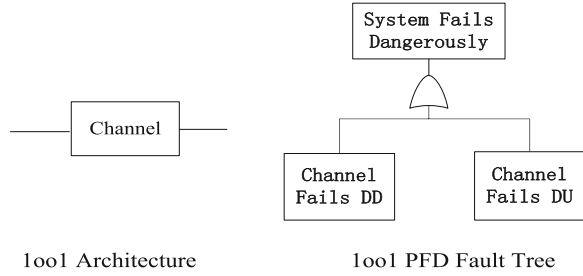 System Fails
Dangerously
Channel
Channel
Fails DD
Channel
Fails DU
1oo1 Architecture
1oo1 PFD Fault Tree